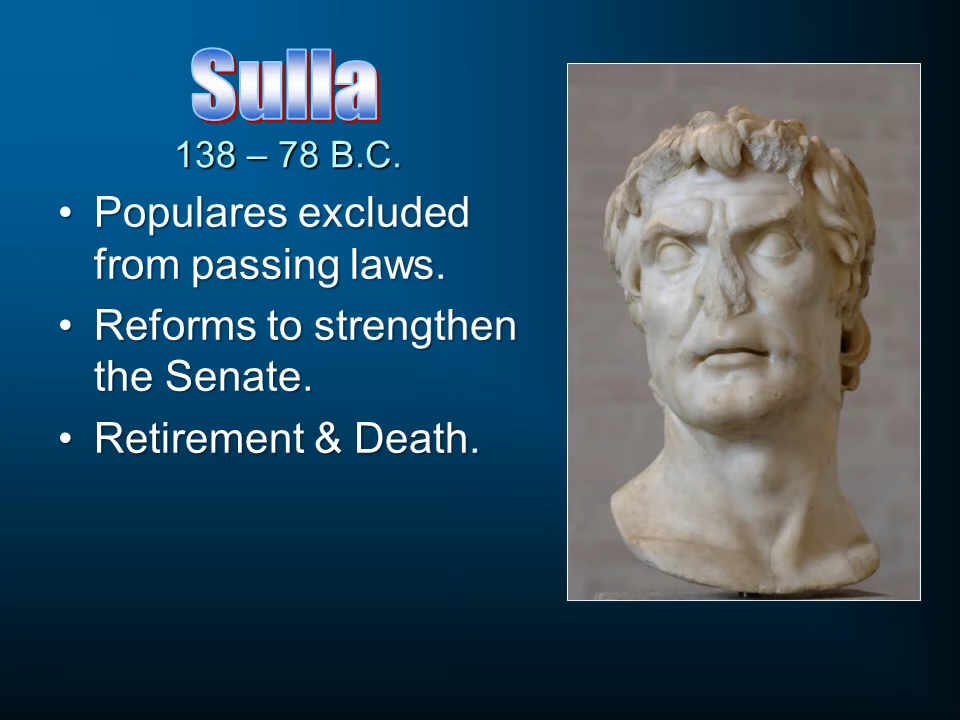 Sulla
138 – 78 B.C.
• Populares excluded
from passing laws.
• Reforms to strengthen
the Senate.
• Retirement & Death.